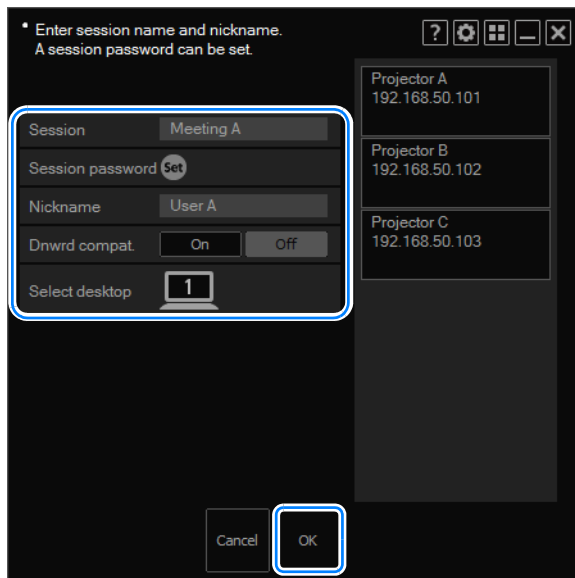 * Enter session name and nickname.
A session password can be set.
?
Projector A
192.168.50.101
Projector B
192.168.50.102
Projector C
192.168.50.103
Session Meeting A
Session password Set
Nickname User A
Dnwrd compat. On Off
Select desktop 1
Cancel OK